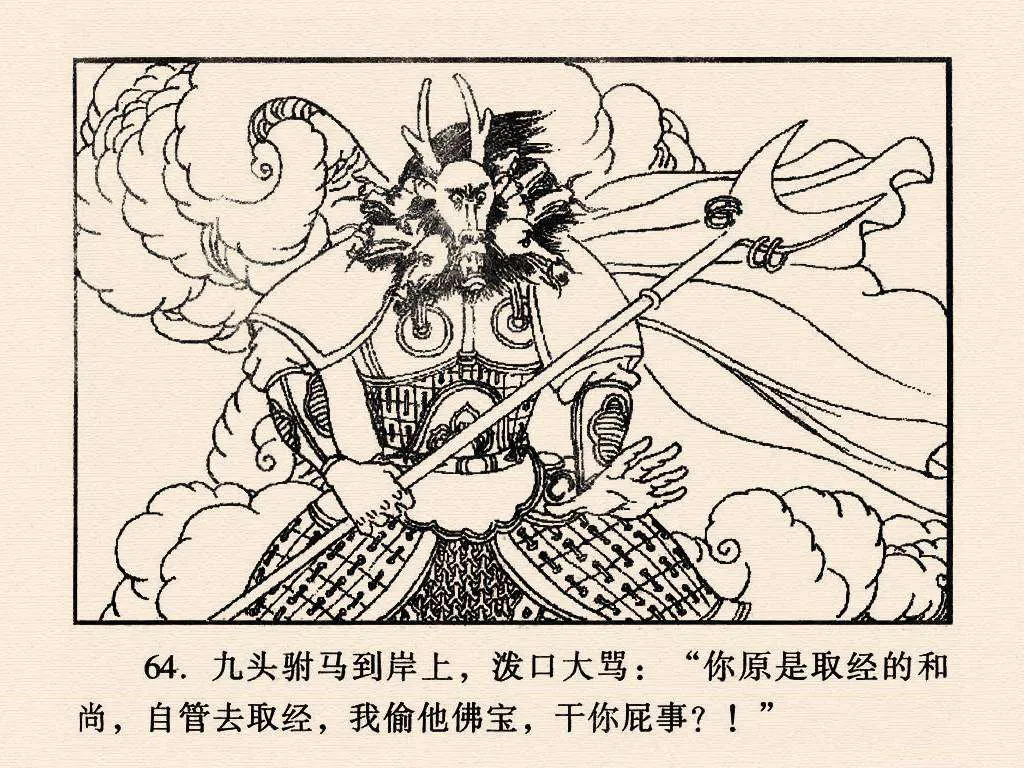 64. 九头驸马到岸上，泼口大骂：“你原是取经的和
尚，自管去取经，我偷他佛宝，干你屁事？！”